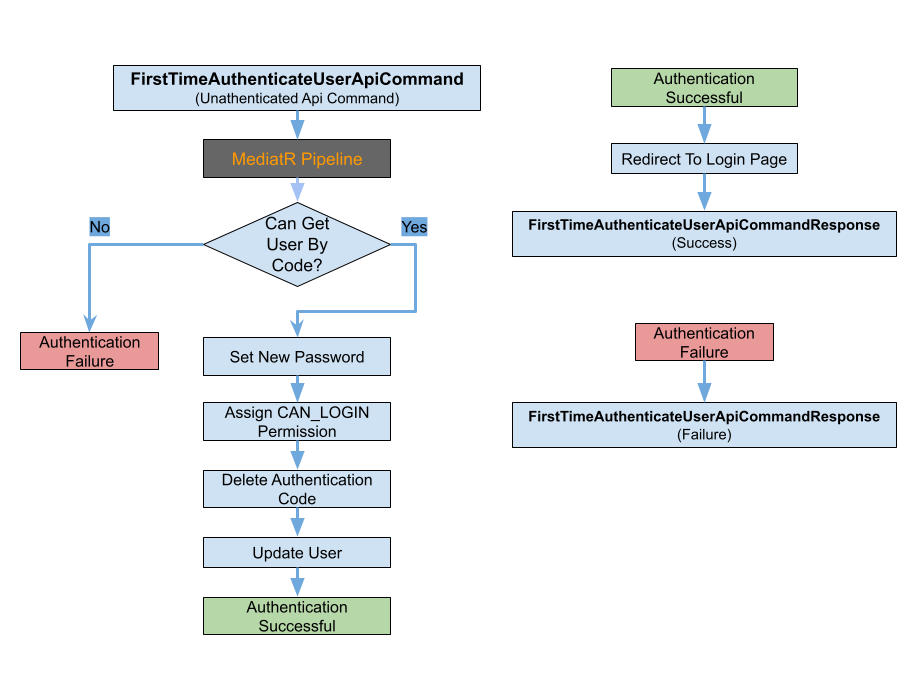 FirstTimeAuthenticateUserApiCommand
(Unathenticated Api Command)
MediatR Pipeline
Can Get
User By
Code?
No
Yes
Authentication
Failure
Set New Password
Assign CAN_LOGIN
Permission
Delete Authentication
Code
Update User
Authentication
Successful
Authentication
Successful
Redirect To Login Page
FirstTimeAuthenticateUserApiCommandResponse
(Success)
Authentication
Failure
FirstTimeAuthenticateUserApiCommandResponse
(Failure)